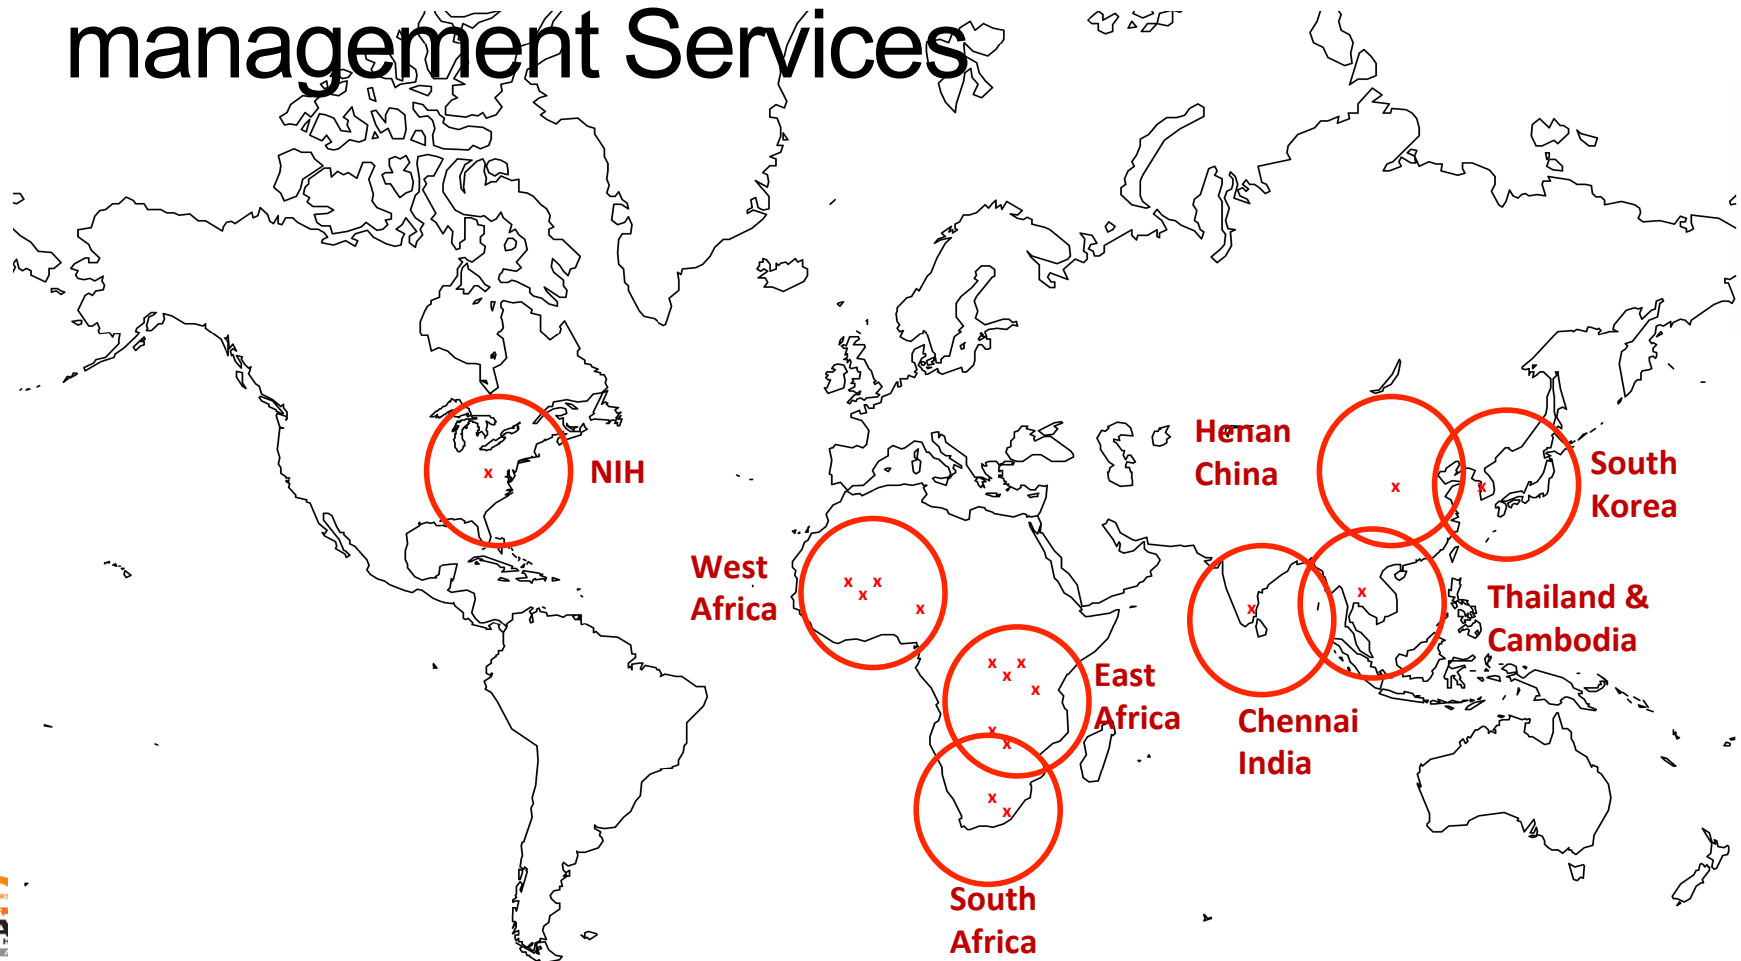 management Services
Henan
China
South
Korea
NIH
West
Africa
Thailand &
Cambodia
East
Africa
Chennai
India
South
Africa